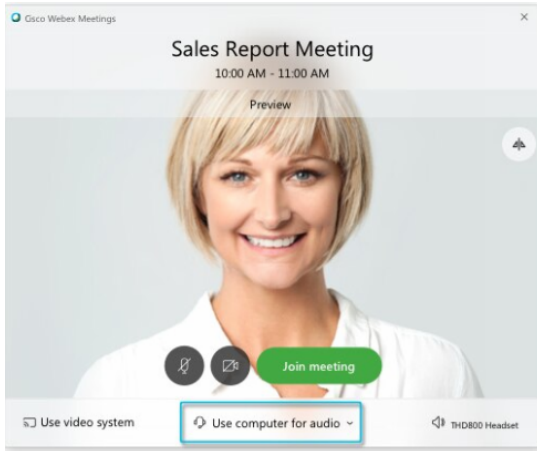 Cisco Webex Meetings
Sales Report Meeting
10:00 AM - 11:00 AM
Preview
Join meeting
Use video system
Use computer for audio
THD800 Headset